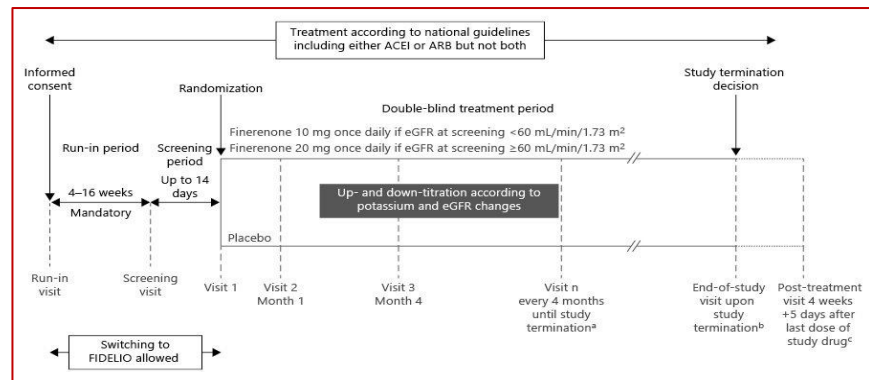 Treatment according to national guidelines
including either ACEI or ARB but not both
Informed
consent
Randomization
Study termination
decision
Double-blind treatment period
Finerenone 10 mg once daily if eGFR at screening <60 mL/min/1.73 m²
Finerenone 20 mg once daily if eGFR at screening ≥60 mL/min/1.73 m²
Run-in period
Screening
period
4–16 weeks
Mandatory
Up to 14
days
Up- and down-titration according to
potassium and eGFR changes
Placebo
Run-in
visit
Screening
visit
Visit 1
Visit 2
Month 1
Visit 3
Month 4
Visit n
every 4 months
until study
terminationᵃ
End-of-study
visit upon
study
terminationᵇ
Post-treatment
visit 4 weeks
+5 days after
last dose of
study drugᶜ
Switching to
FIDELIO allowed